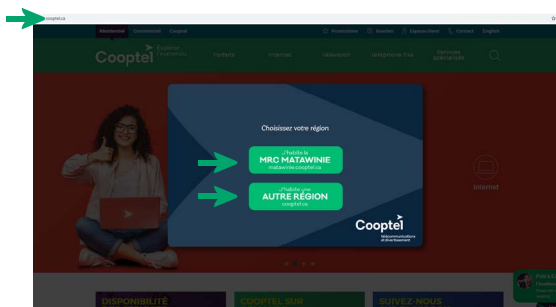 cooptel.ca
Résidentiel Commercial Cooptel
Espace client Contact English
Cooptel
Forfaits Internet Télévision Téléphonie fixe Services spécialisés
Choisissez votre région
J'habite la
MRC MATAWINIE
matawinie.cooptel.ca
J'habite une
AUTRE RÉGION
cooptel.ca
Cooptel
télécommunications
et divertissement
Internet
DISPONIBILITÉ COOPTEL SUR SUIVEZ-NOUS